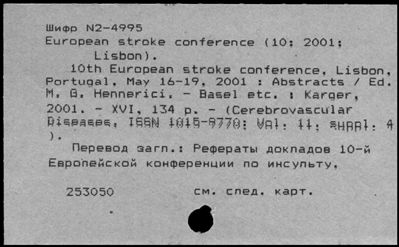 Шифр N2-4995
European stroke conference (10; 2001;
Lisbon).
10th European stroke conference, Lisbon,
Portugal, May 16-19, 2001 : Abstracts / Ed.
M. G. Hennerici. - Basel etc. : Karger,
2001. - XVI, 134 p. - (Cerebrovascular
Diseases, ISSN 1015-9770; Vol. 11, suppl. 4
).
Перевод загл.: Рефераты докладов 10-й
Европейской конференции по инсульту.
253050 см. след. карт.